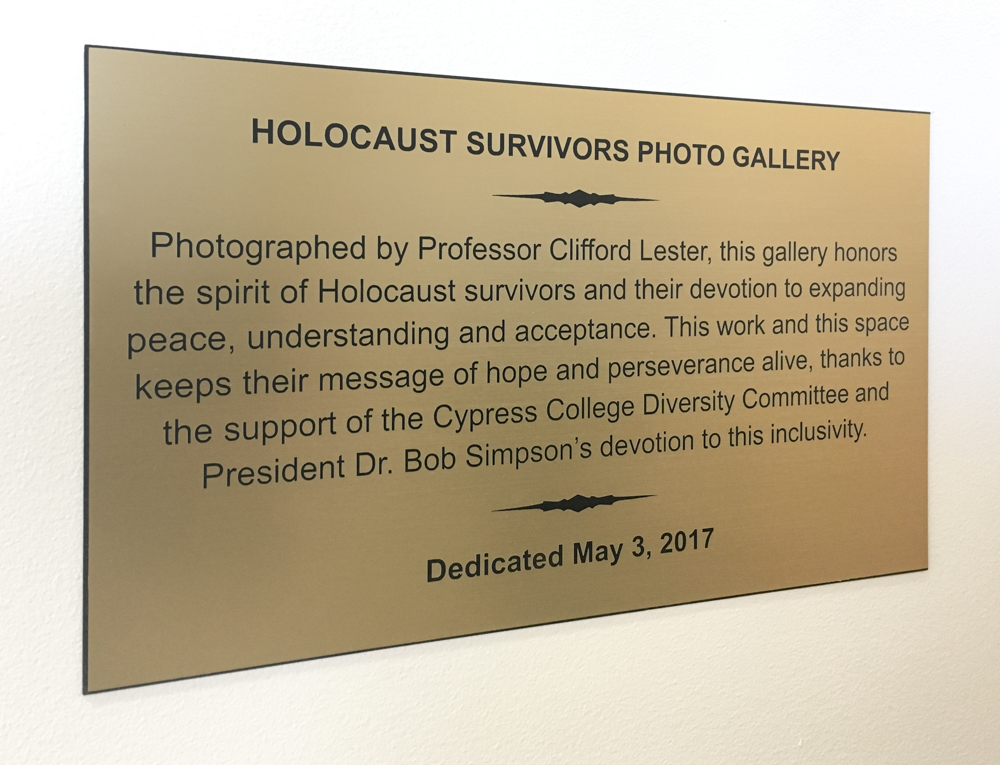 HOLOCAUST SURVIVORS PHOTO GALLERY
Photographed by Professor Clifford Lester, this gallery honors
the spirit of Holocaust survivors and their devotion to expanding
peace, understanding and acceptance. This work and this space
keeps their message of hope and perseverance alive, thanks to
the support of the Cypress College Diversity Committee and
President Dr. Bob Simpson's devotion to this inclusivity.
Dedicated May 3, 2017